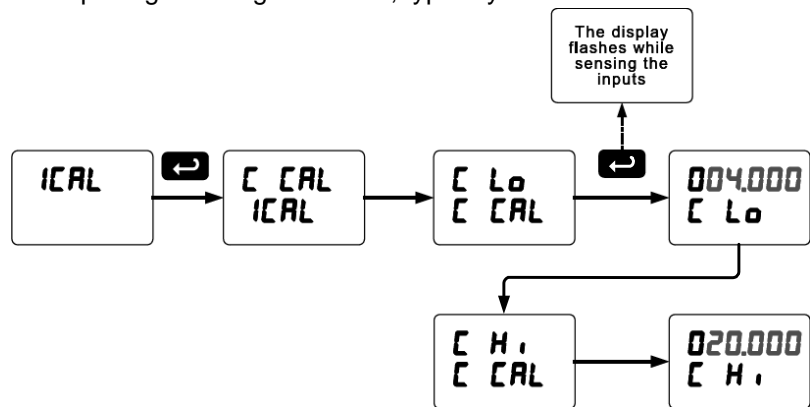 The display
flashes while
sensing the
inputs
ICAL
C CAL
ICAL
C Lo
C CAL
004.000
C Lo
C Hi
C CAL
020.000
C Hi